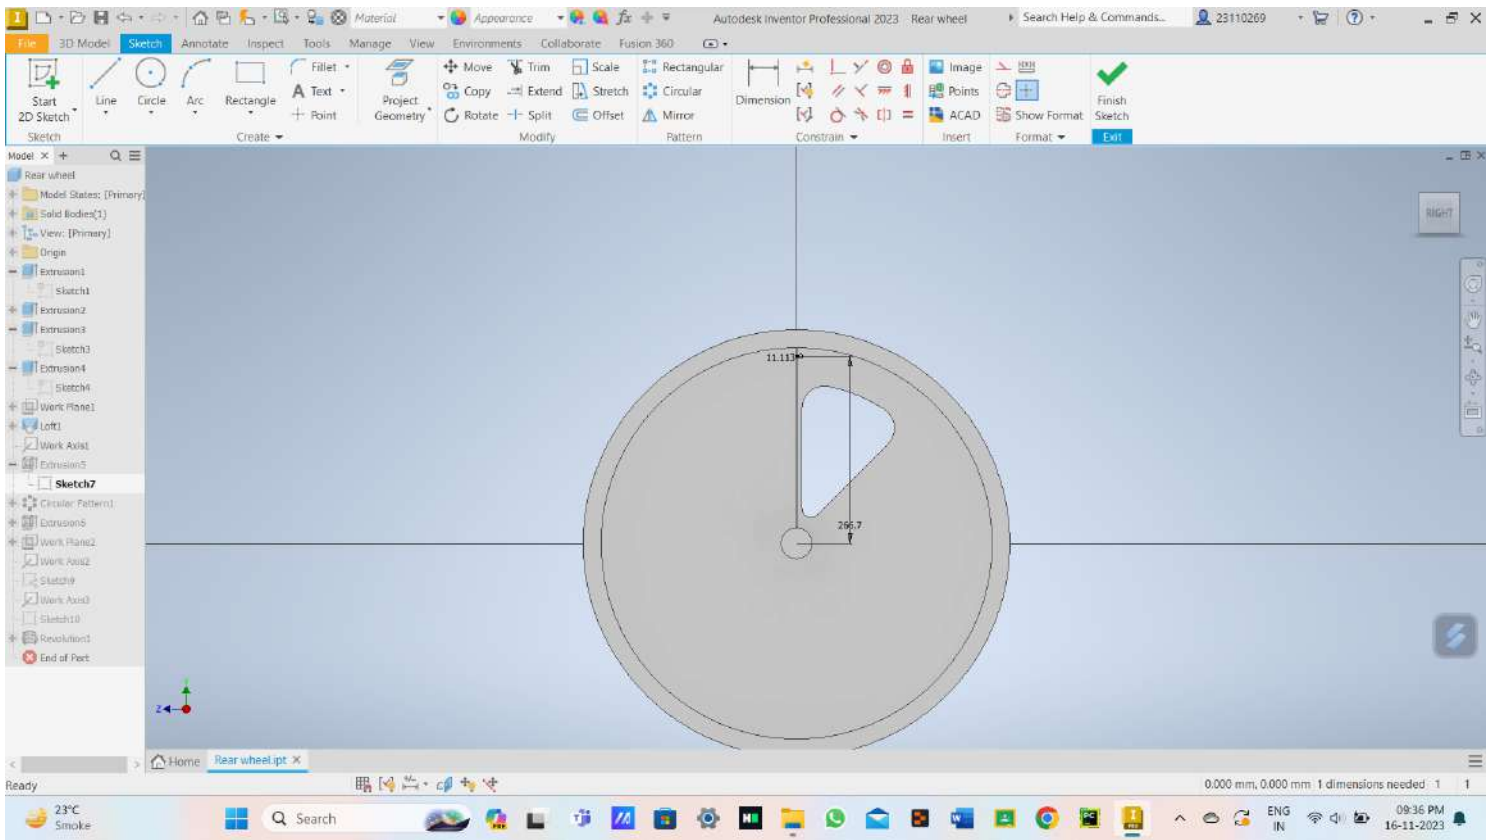 Material Appearance Autodesk Inventor Professional 2023 Rear wheel Search Help & Commands... 23110269
File 3D Model Sketch Annotate Inspect Tools Manage View Environments Collaborate Fusion 360
Start 2D Sketch Line Circle Arc Rectangle Fillet Text Point Project Geometry Move Copy Rotate Trim Extend Split Scale Stretch Offset Rectangular Circular Mirror Dimension Image Points ACAD Show Format Finish Sketch
Sketch Create Modify Pattern Constrain Insert Format Exit
Model
Rear wheel
Model States: [Primary]
Solid Bodies(1)
View: [Primary]
Origin
Extrusion1
Sketch1
Extrusion2
Extrusion3
Sketch3
Extrusion4
Sketch4
Work Plane1
Loft1
Work Axis1
Extrusion5
Sketch7
Circular Pattern1
Extrusion6
Work Plane2
Work Axis2
Sketch9
Work Axis3
Sketch10
Revolution1
End of Part
RIGHT
11.113
266.7
Y
Z
Home Rear wheel.ipt
Ready 0.000 mm, 0.000 mm 1 dimensions needed 1 1
23°C
Smoke
Search
ENG
IN
09:36 PM
16-11-2023